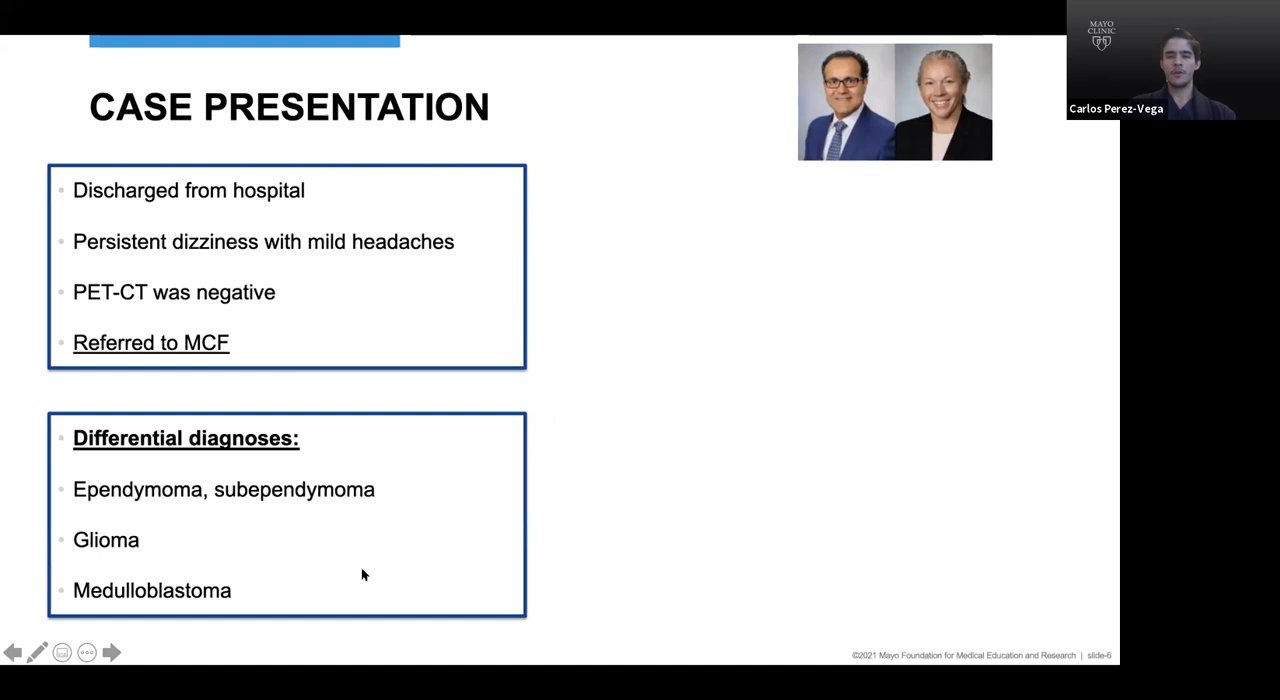 MAYO
CLINIC
Carlos Perez-Vega
CASE PRESENTATION
Discharged from hospital
Persistent dizziness with mild headaches
PET-CT was negative
Referred to MCF
Differential diagnoses:
Ependymoma, subependymoma
Glioma
Medulloblastoma
©2021 Mayo Foundation for Medical Education and Research | slide-6